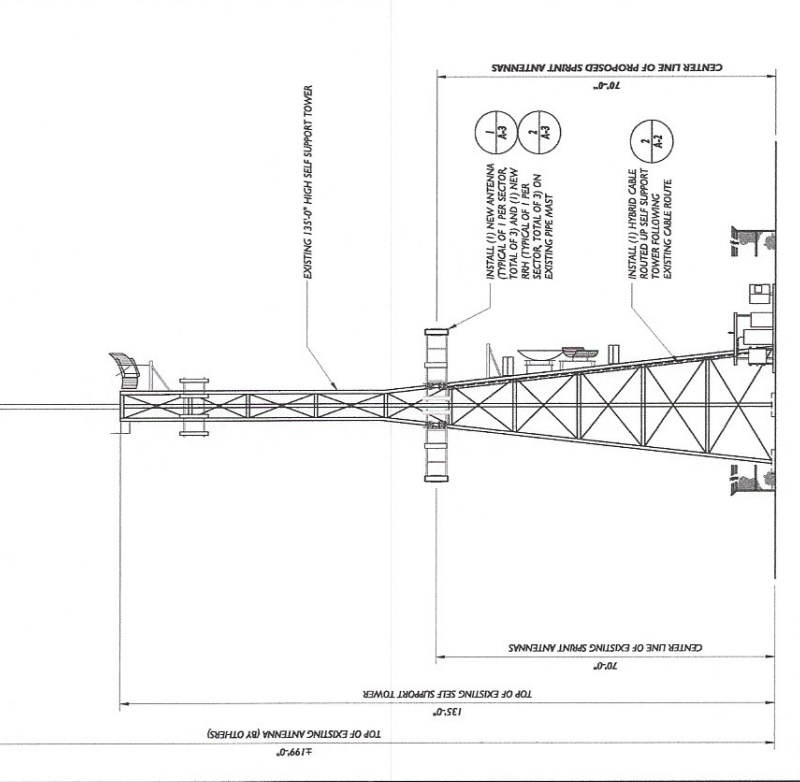 CENTER LINE OF PROPOSED SPRINT ANTENNAS
70'-0"
EXISTING 135'-0" HIGH SELF SUPPORT TOWER
1
A-3
2
A-3
2
A-2
INSTALL (1) NEW ANTENNA
(TYPICAL OF 1 PER SECTOR,
TOTAL OF 3) AND (1) NEW
RRH (TYPICAL OF 1 PER
SECTOR, TOTAL OF 3) ON
EXISTING PIPE MAST
INSTALL (1) HYBRID CABLE
ROUTED UP SELF SUPPORT
TOWER FOLLOWING
EXISTING CABLE ROUTE
CENTER LINE OF EXISTING SPRINT ANTENNAS
70'-0"
TOP OF EXISTING SELF SUPPORT TOWER
135'-0"
TOP OF EXISTING ANTENNA (BY OTHERS)
±199'-0"